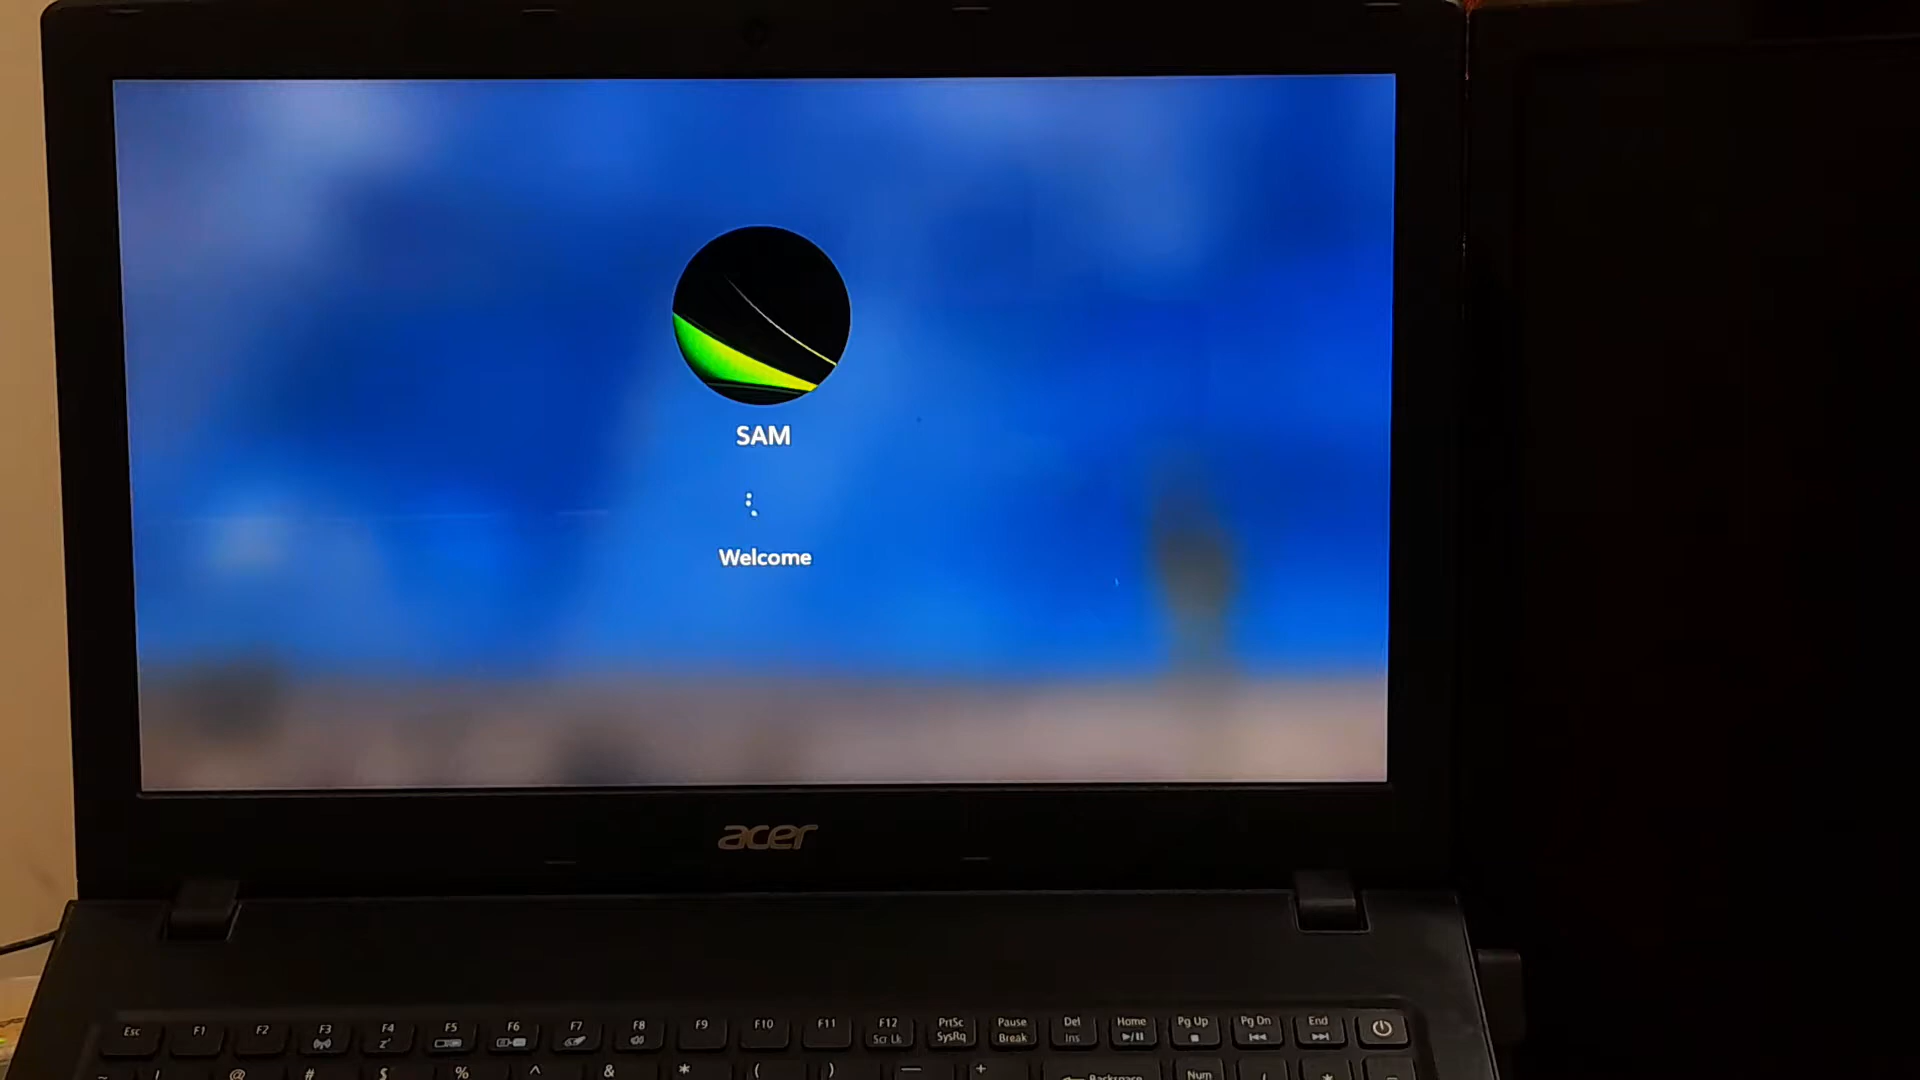 SAM
Welcome
acer
Esc F1 F2 F3 F4 F5 F6 F7 F8 F9 F10 F11 F12 PrtSc Pause Del Home Pg Up Pg Dn End
z Scr Lk SysRq Break Ins
~ ! @ # $ % ^ & * ( ) — + Backspace Num